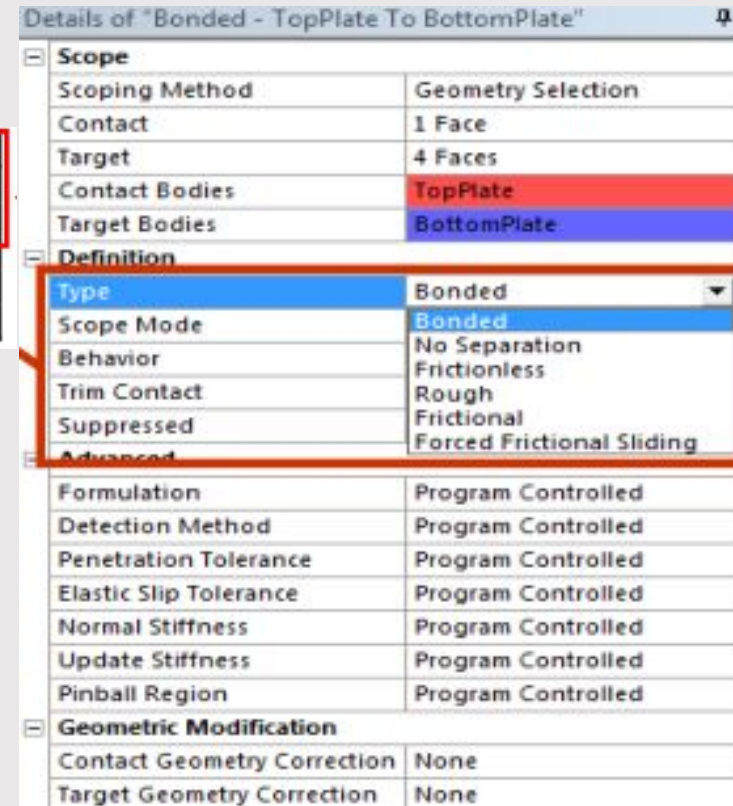 Details of "Bonded - TopPlate To BottomPlate"
Scope
Scoping Method Geometry Selection
Contact 1 Face
Target 4 Faces
Contact Bodies TopPlate
Target Bodies BottomPlate
Definition
Type Bonded
Scope Mode Bonded
Behavior No Separation
Frictionless
Trim Contact Rough
Suppressed Frictional
Forced Frictional Sliding
Advanced
Formulation Program Controlled
Detection Method Program Controlled
Penetration Tolerance Program Controlled
Elastic Slip Tolerance Program Controlled
Normal Stiffness Program Controlled
Update Stiffness Program Controlled
Pinball Region Program Controlled
Geometric Modification
Contact Geometry Correction None
Target Geometry Correction None